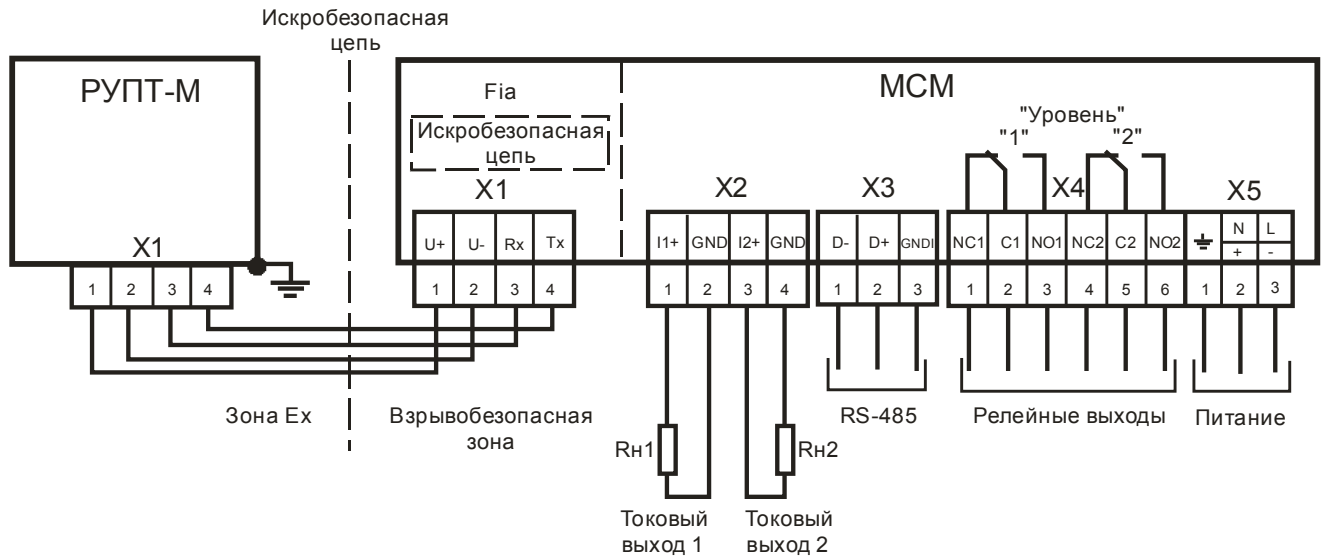 Искробезопасная
цепь
РУПТ-М
Fia
МСМ
Искробезопасная
цепь
"Уровень"
"1"
"2"
X1
X1
X2
X3
X4
X5
U+ U- Rx Tx
I1+ GND I2+ GND
D- D+ GNDI
NC1 C1 NO1 NC2 C2 NO2
N L
+ -
1 2 3 4
1 2 3 4
1 2 3 4
1 2 3
1 2 3 4 5 6
1 2 3
Зона Ex
Взрывобезопасная
зона
RS-485
Релейные выходы
Питание
Rн1
Rн2
Токовый
выход 1
Токовый
выход 2